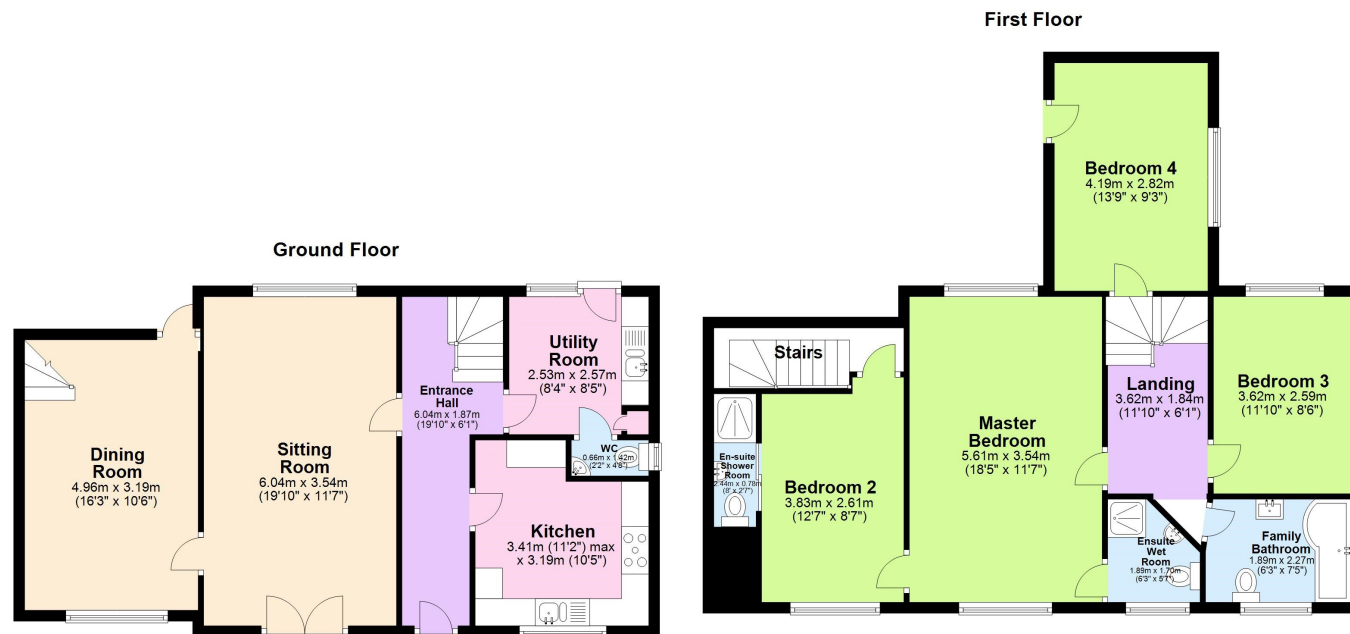 First Floor
Ground Floor
Dining
Room
4.96m x 3.19m
(16'3" x 10'6")
Sitting
Room
6.04m x 3.54m
(19'10" x 11'7")
Entrance
Hall
6.04m x 1.87m
(19'10" x 6'1")
Utility
Room
2.53m x 2.57m
(8'4" x 8'5")
WC
0.66m x 1.42m
(2'2" x 4'8")
Kitchen
3.41m (11'2") max
x 3.19m (10'5")
Bedroom 4
4.19m x 2.82m
(13'9" x 9'3")
Stairs
En-suite
Shower
Room
2.44m x 0.78m
(8' x 2'7")
Bedroom 2
3.83m x 2.61m
(12'7" x 8'7")
Master
Bedroom
5.61m x 3.54m
(18'5" x 11'7")
Landing
3.62m x 1.84m
(11'10" x 6'1")
Bedroom 3
3.62m x 2.59m
(11'10" x 8'6")
Ensuite
Wet
Room
1.89m x 1.70m
(6'3" x 5'7")
Family
Bathroom
1.89m x 2.27m
(6'3" x 7'5")